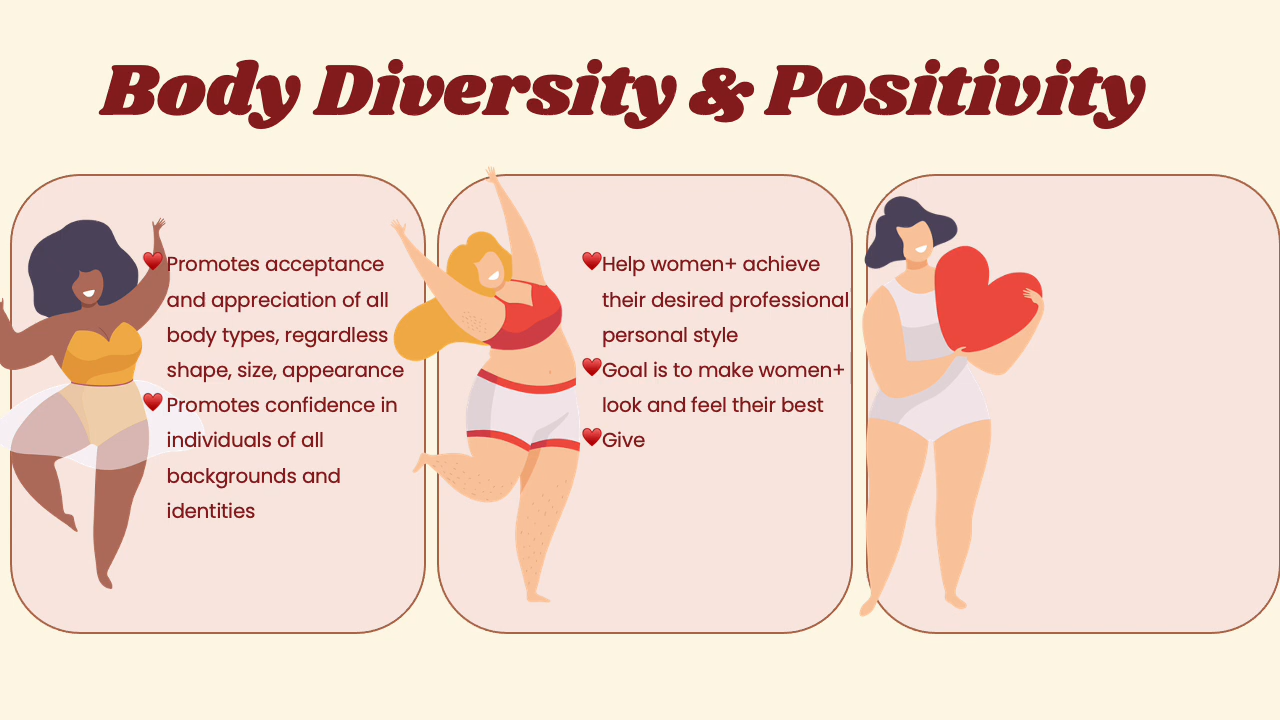 Body Diversity & Positivity
Promotes acceptance
and appreciation of all
body types, regardless
shape, size, appearance
Promotes confidence in
individuals of all
backgrounds and
identities
Help women+ achieve
their desired professional
personal style
Goal is to make women+
look and feel their best
Give